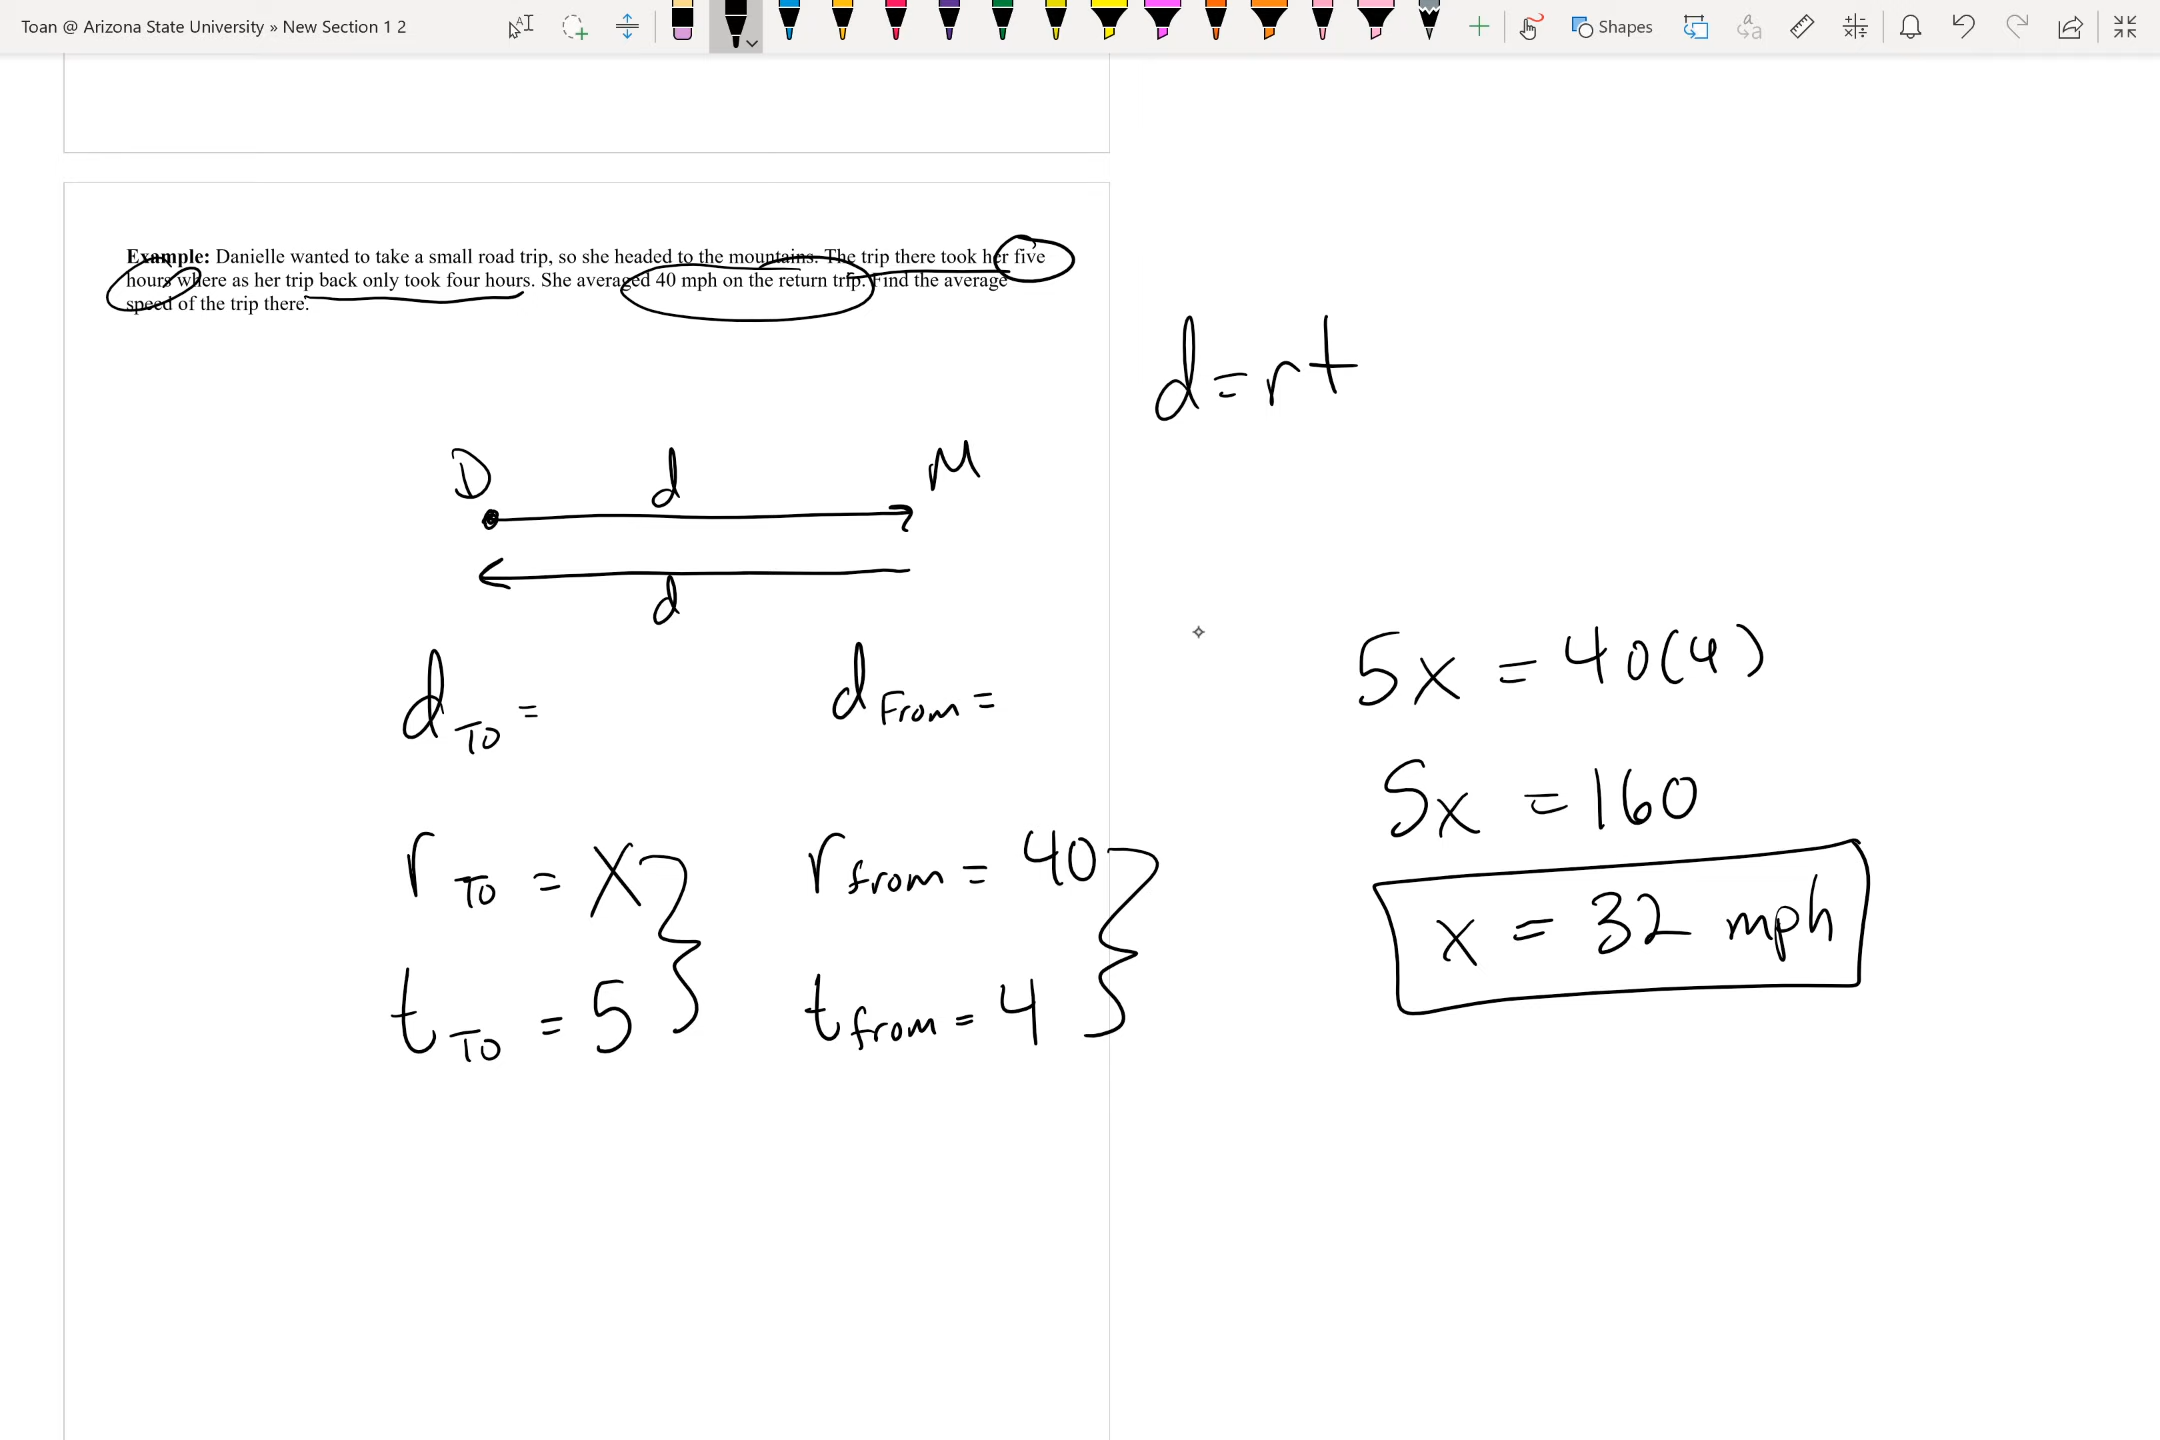 Toan @ Arizona State University » New Section 1 2
Shapes
Example: Danielle wanted to take a small road trip, so she headed to the mountains. The trip there took her five
hours where as her trip back only took four hours. She averaged 40 mph on the return trip. Find the average
speed of the trip there.
d = rt
D d M
d
d To =
d From =
r To = x
r from = 40
t To = 5
t from = 4
5x = 40(4)
5x = 160
x = 32 mph